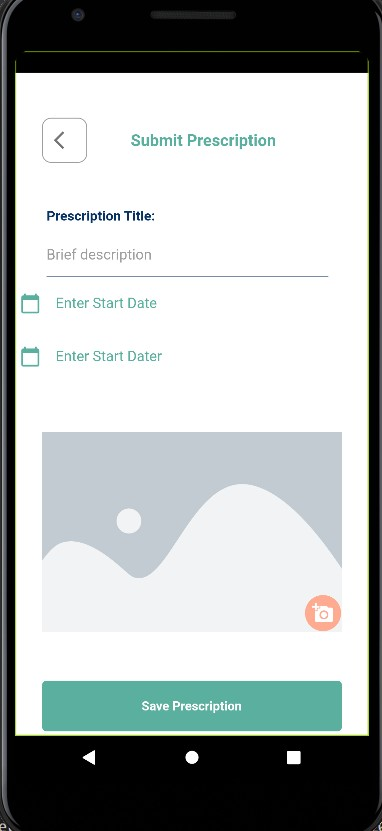 Submit Prescription
Prescription Title:
Brief description
Enter Start Date
Enter Start Dater
Save Prescription